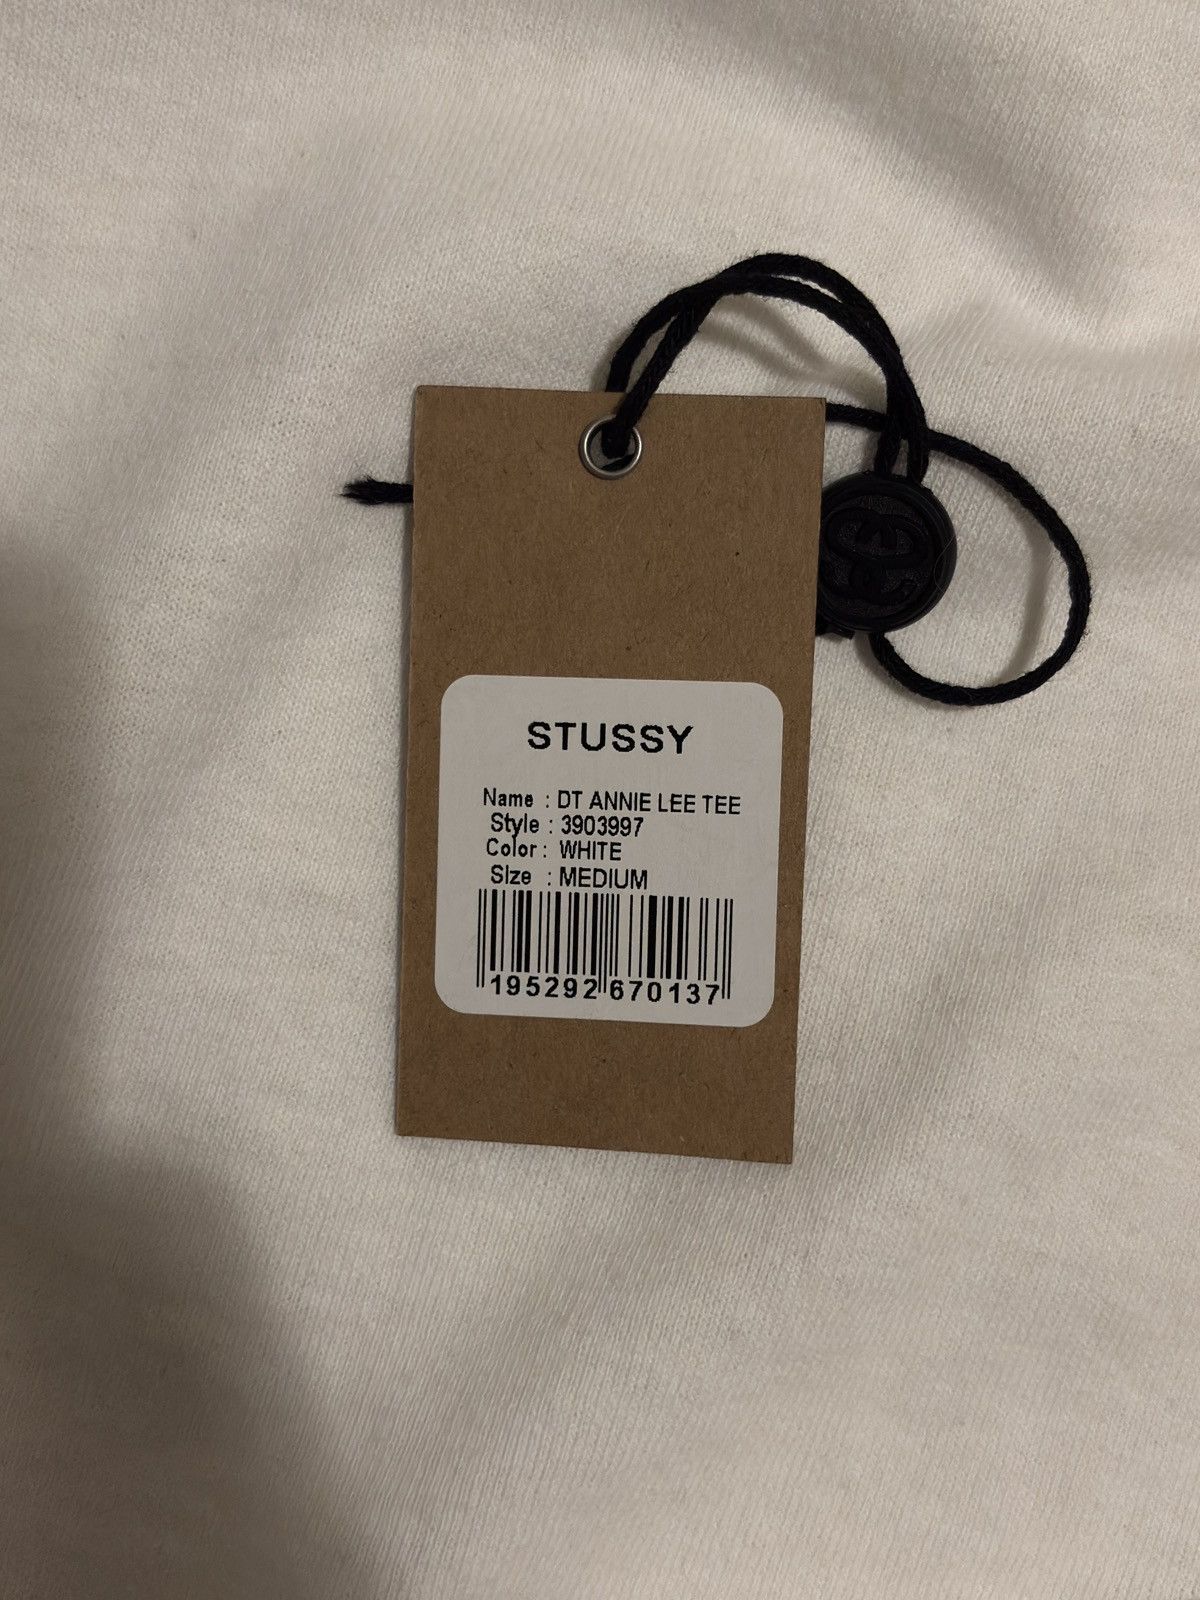 STUSSY
Name : DT ANNIE LEE TEE
Style : 3903997
Color : WHITE
Size : MEDIUM
195292 670137